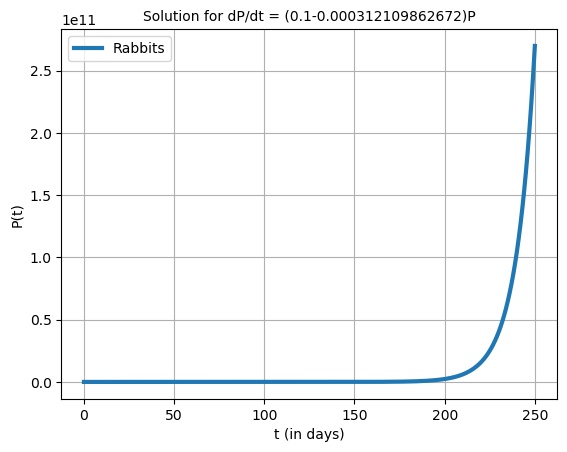 Solution for dP/dt = (0.1-0.000312109862672)P
1e11
Rabbits
2.5
2.0
1.5
1.0
0.5
0.0
P(t)
0 50 100 150 200 250
t (in days)